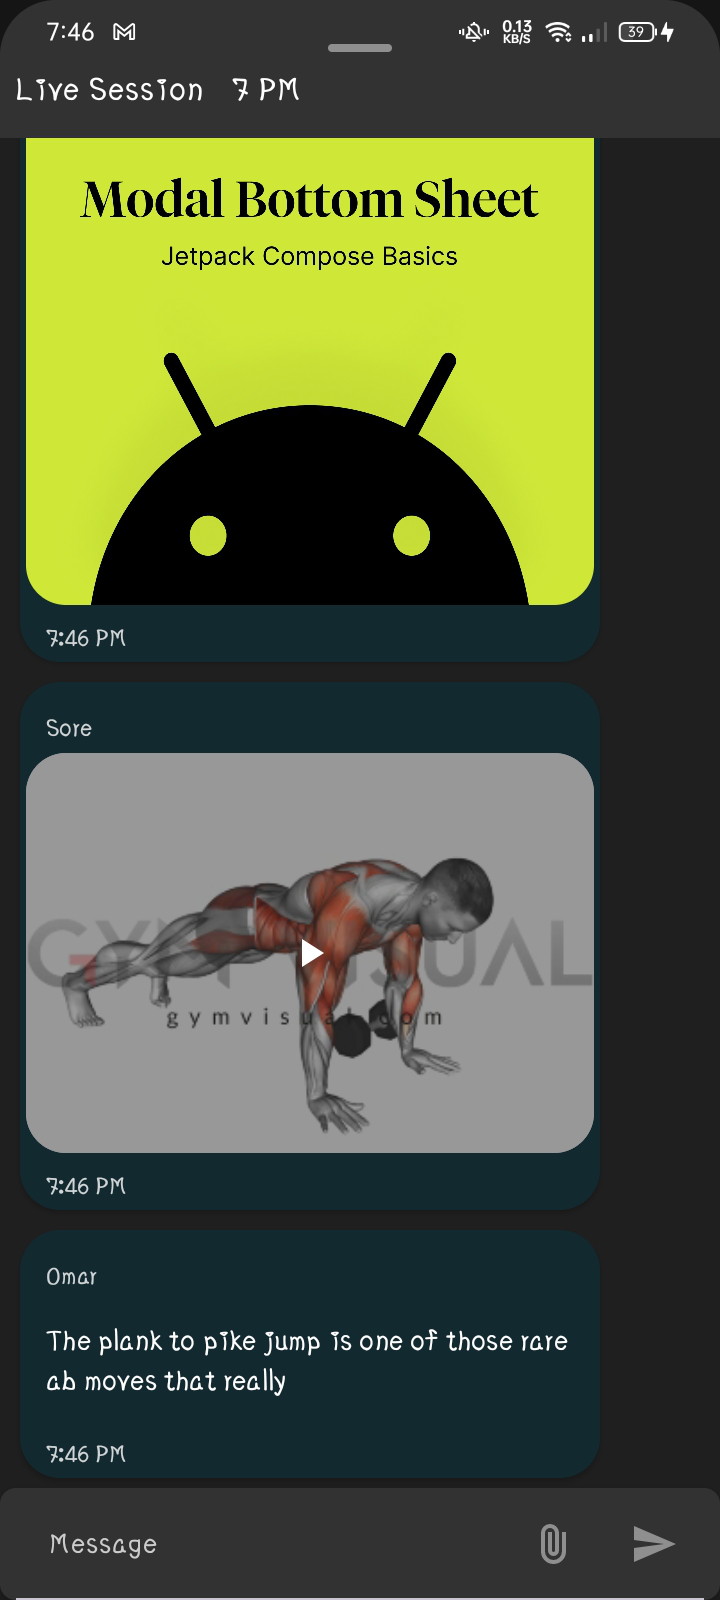 7:46
0.13
KB/S
39
Live Session 7 PM
Modal Bottom Sheet
Jetpack Compose Basics
7:46 PM
Sore
GYM VISUAL
gymvisual.com
7:46 PM
Omar
The plank to pike jump is one of those rare
ab moves that really
7:46 PM
Message